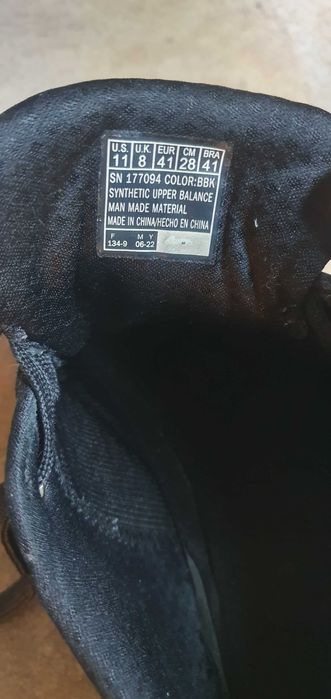 U.S. U.K. EUR CM BRA
11 8 41 28 41
SN 177094 COLOR:BBK
SYNTHETIC UPPER BALANCE
MAN MADE MATERIAL
MADE IN CHINA/HECHO EN CHINA
F M Y
134-9 06-22